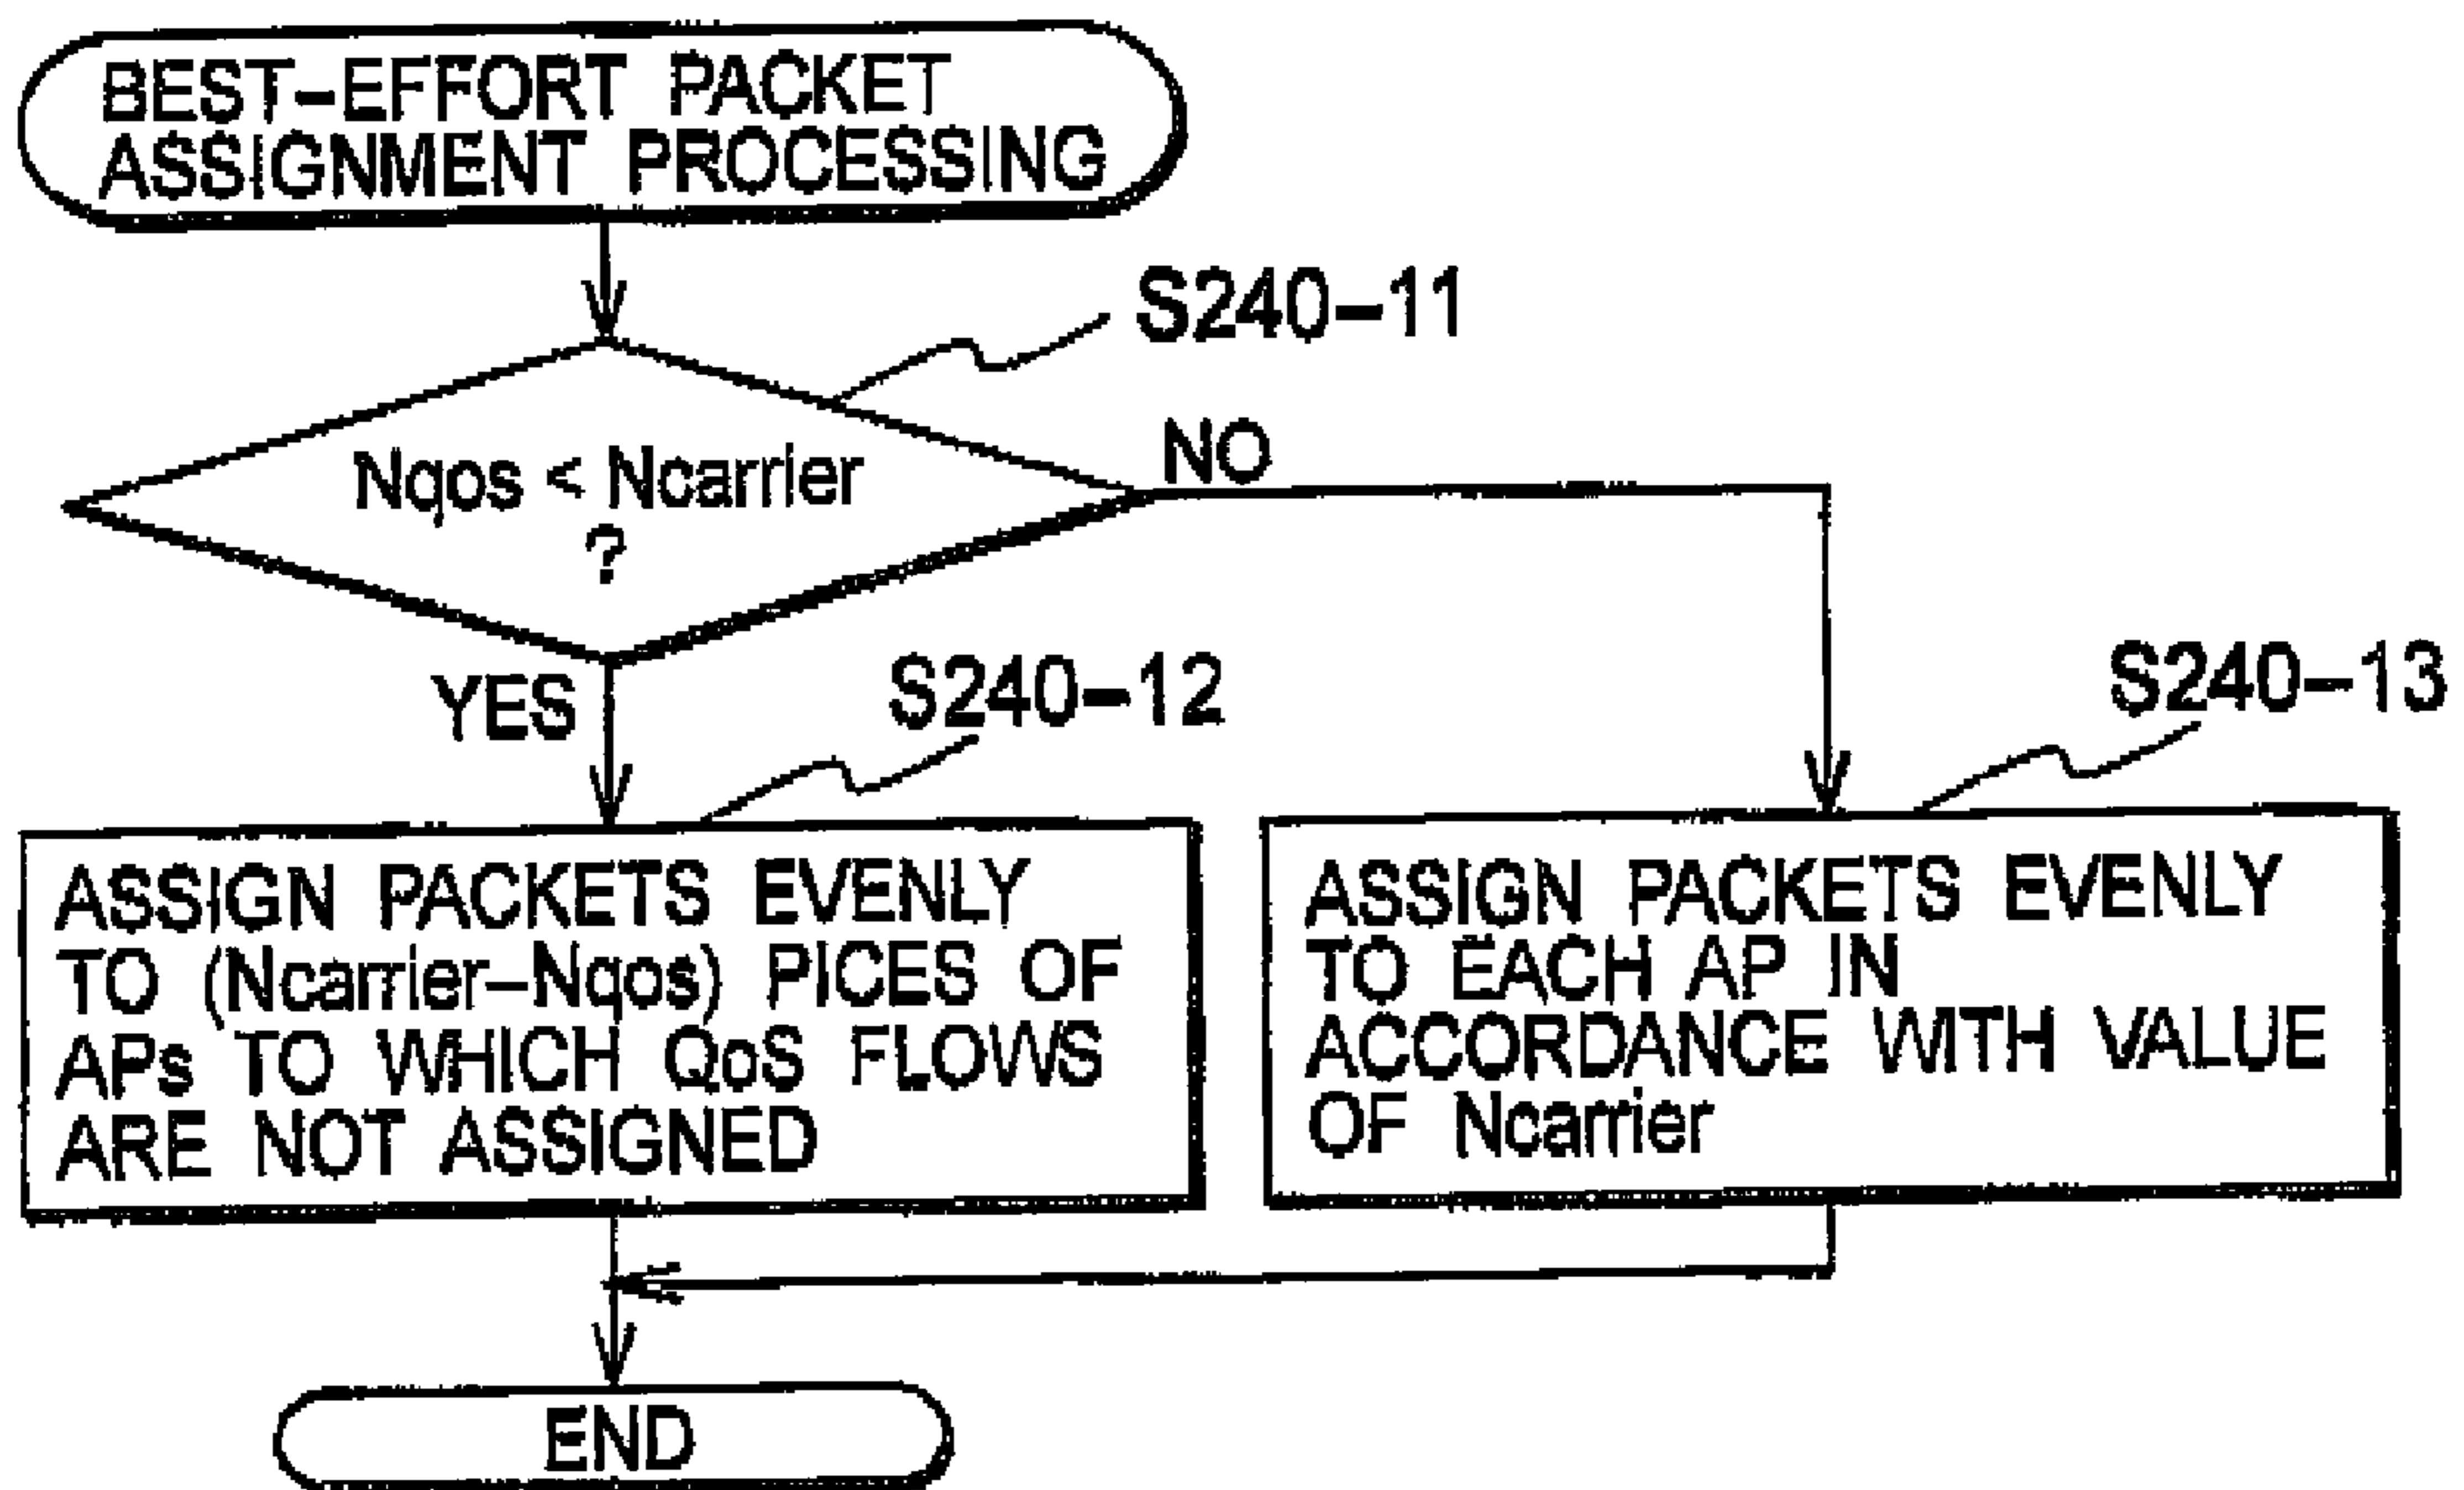 BEST-EFFORT PACKET
ASSIGNMENT PROCESSING
S240-11
Nqos < Ncarrier
?
NO
YES
S240-12
S240-13
ASSIGN PACKETS EVENLY
TO (Ncarrier-Nqos) PICES OF
APs TO WHICH QoS FLOWS
ARE NOT ASSIGNED
ASSIGN PACKETS EVENLY
TO EACH AP IN
ACCORDANCE WITH VALUE
OF Ncarrier
END